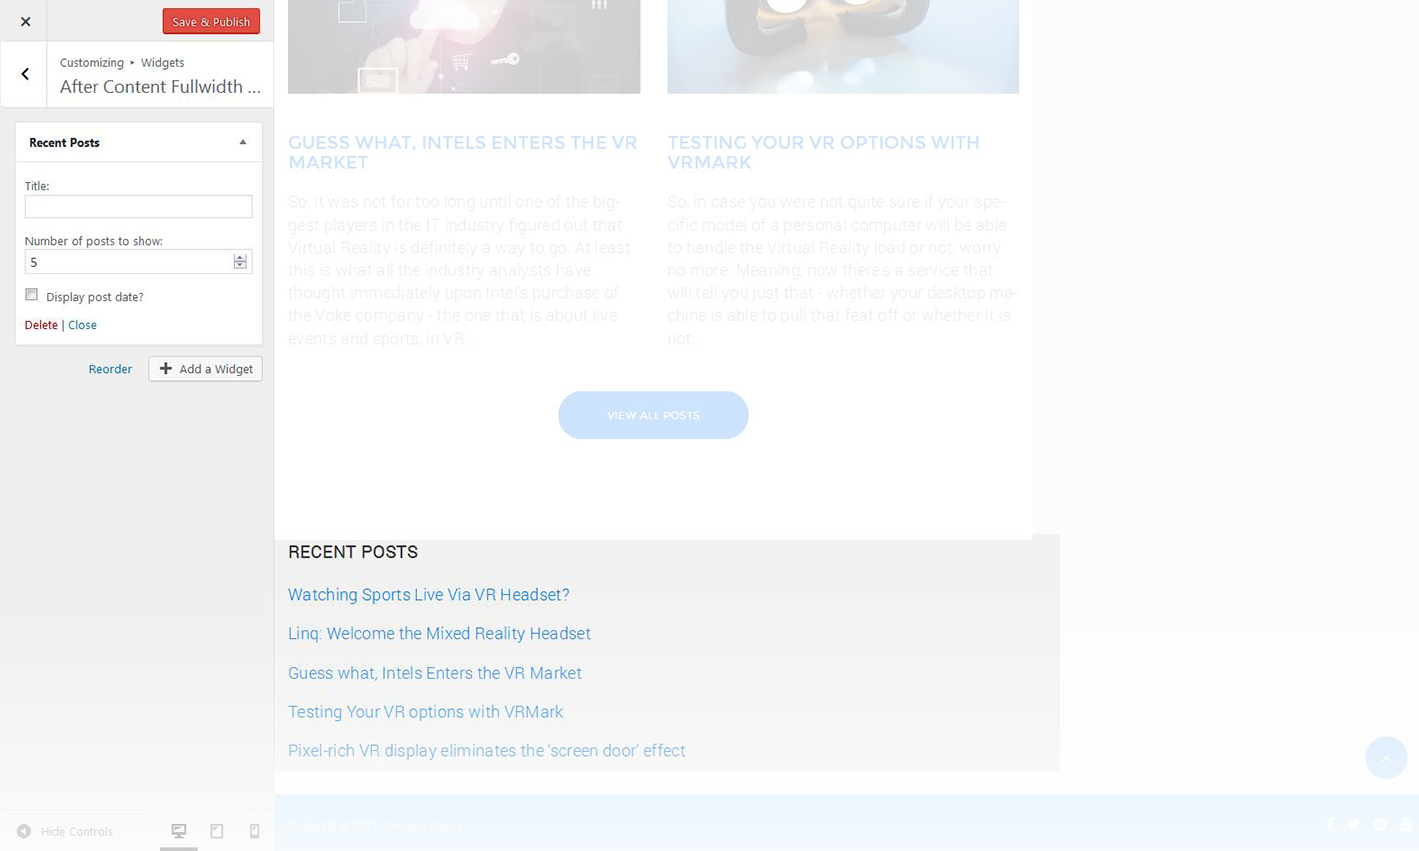 Save & Publish
Customizing ▸ Widgets
After Content Fullwidth ...
Recent Posts
Title:
Number of posts to show:
5
Display post date?
Delete | Close
Reorder
Add a Widget
Hide Controls
GUESS WHAT, INTELS ENTERS THE VR
MARKET
So, it was not for too long until one of the big-
gest players in the IT industry figured out that
Virtual Reality is definitely a way to go. At least
this is what all the industry analysts have
thought immediately upon Intel's purchase of
the Voke company - the one that is about live
events and sports, in VR...
TESTING YOUR VR OPTIONS WITH
VRMARK
So, in case you were not quite sure if your spe-
cific model of a personal computer will be able
to handle the Virtual Reality load or not, worry
no more. Meaning, now there's a service that
will tell you just that - whether your desktop ma-
chine is able to pull that feat off or whether it is
not...
VIEW ALL POSTS
RECENT POSTS
Watching Sports Live Via VR Headset?
Linq: Welcome the Mixed Reality Headset
Guess what, Intels Enters the VR Market
Testing Your VR options with VRMark
Pixel-rich VR display eliminates the 'screen door' effect
Privacy Policy